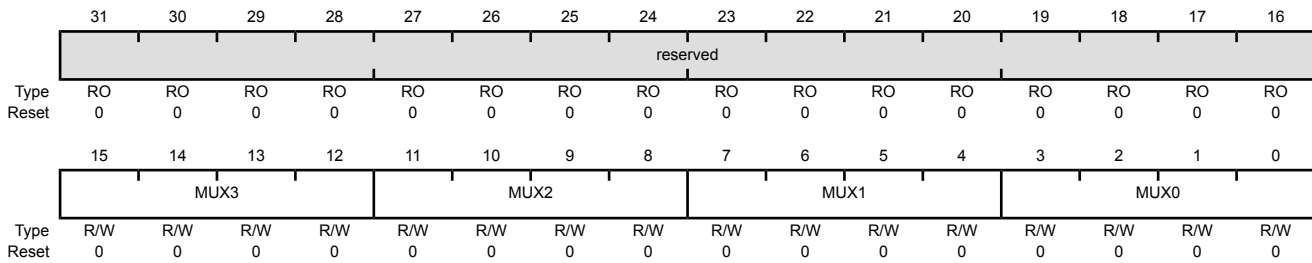 31 30 29 28 27 26 25 24 23 22 21 20 19 18 17 16
reserved
Type RO RO RO RO RO RO RO RO RO RO RO RO RO RO RO RO
Reset 0 0 0 0 0 0 0 0 0 0 0 0 0 0 0 0
15 14 13 12 11 10 9 8 7 6 5 4 3 2 1 0
MUX3 MUX2 MUX1 MUX0
Type R/W R/W R/W R/W R/W R/W R/W R/W R/W R/W R/W R/W R/W R/W R/W R/W
Reset 0 0 0 0 0 0 0 0 0 0 0 0 0 0 0 0